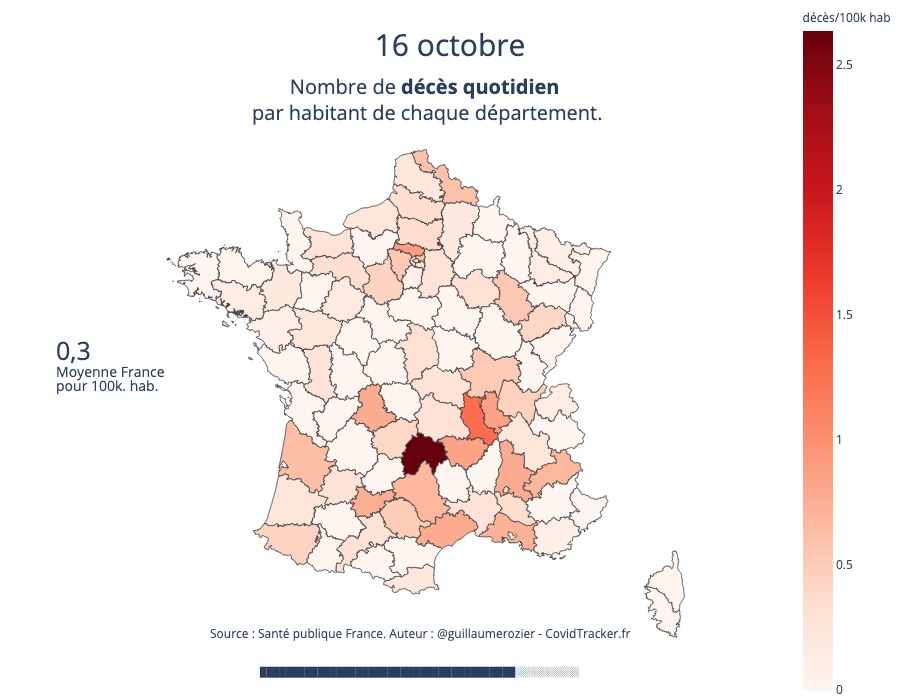 décès/100k hab
16 octobre
Nombre de décès quotidien
par habitant de chaque département.
2.5
2
1.5
0,3
Moyenne France
pour 100k. hab.
1
0.5
Source : Santé publique France. Auteur : @guillaumerozier - CovidTracker.fr
0